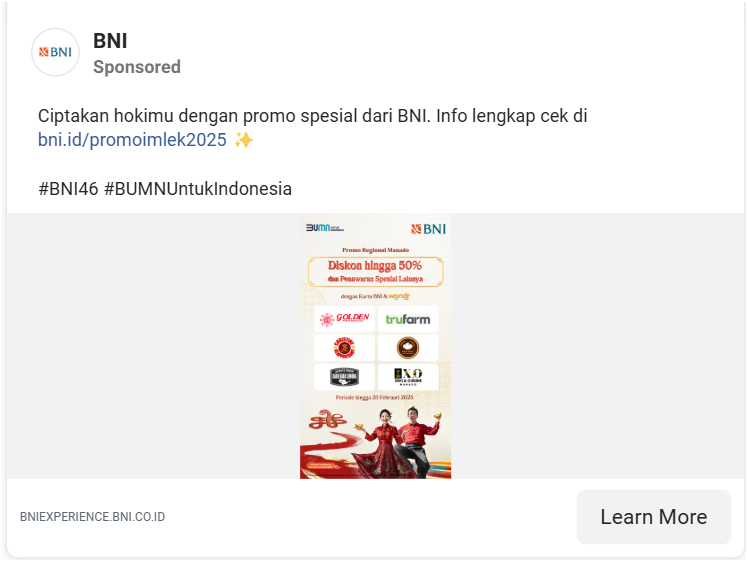 BNI
BNI
Sponsored
Ciptakan hokimu dengan promo spesial dari BNI. Info lengkap cek di
bni.id/promoimlek2025 ✨
#BNI46 #BUMNUntukIndonesia
BUMN
BNI
Promo Regional Manado
Diskon hingga 50%
dan Penawaran Spesial Lainnya
dengan Kartu BNI & wondr
GOLDEN
trufarm
XO
MANADO
Periode hingga 28 Februari 2025
BNIEXPERIENCE.BNI.CO.ID
Learn More